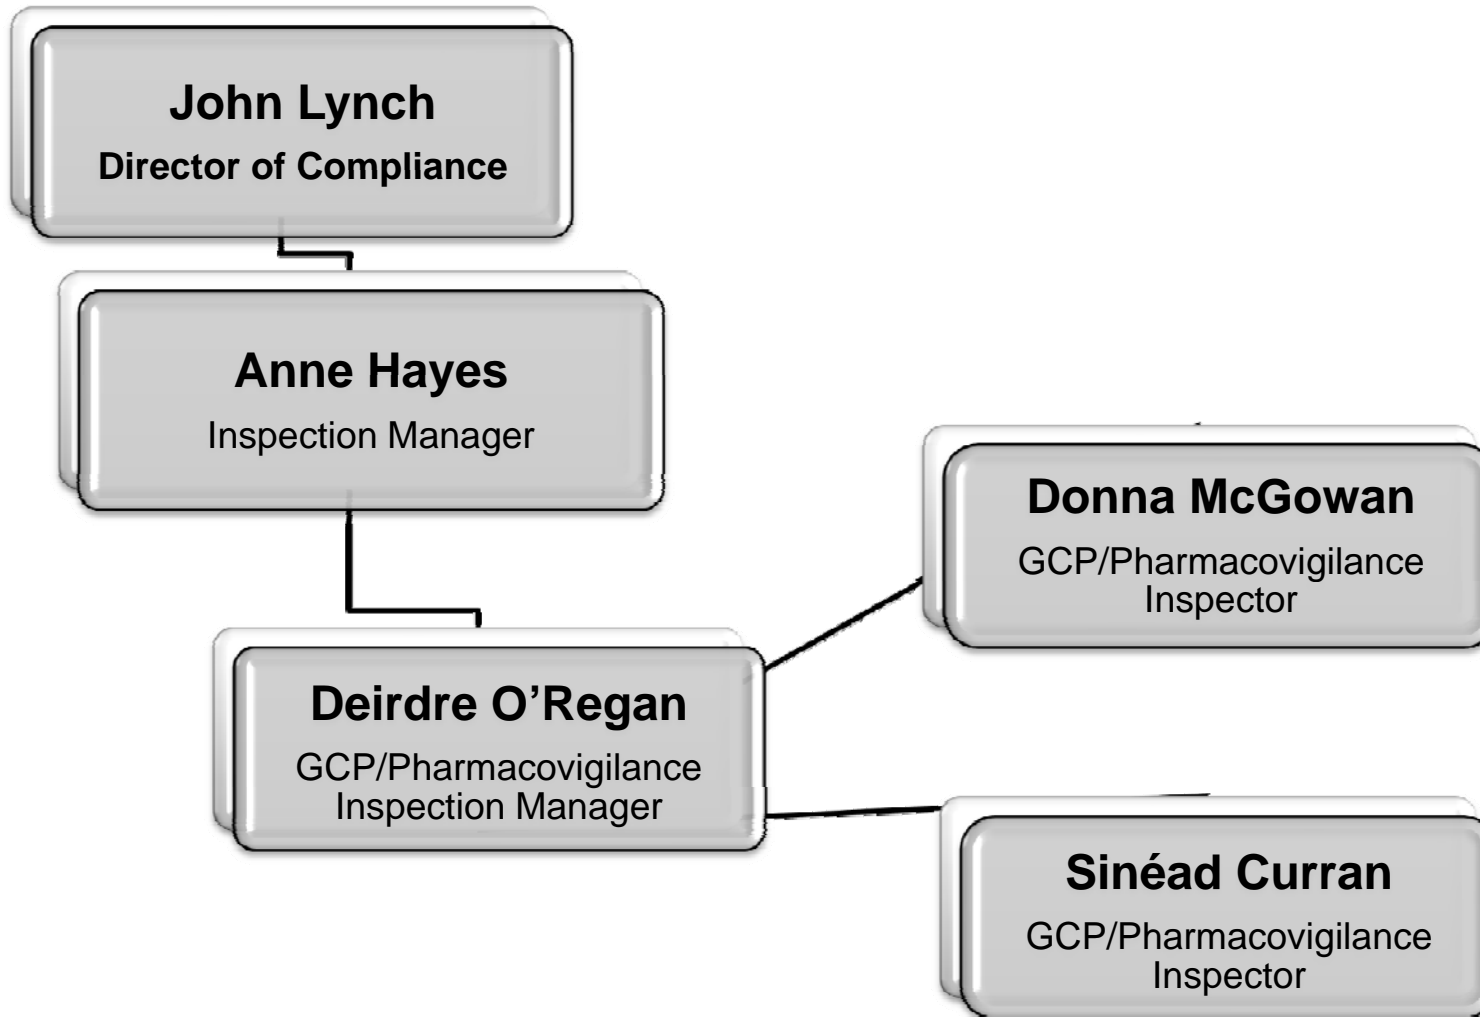 John Lynch
Director of Compliance
Anne Hayes
Inspection Manager
Donna McGowan
GCP/Pharmacovigilance
Inspector
Deirdre O’Regan
GCP/Pharmacovigilance
Inspection Manager
Sinéad Curran
GCP/Pharmacovigilance
Inspector